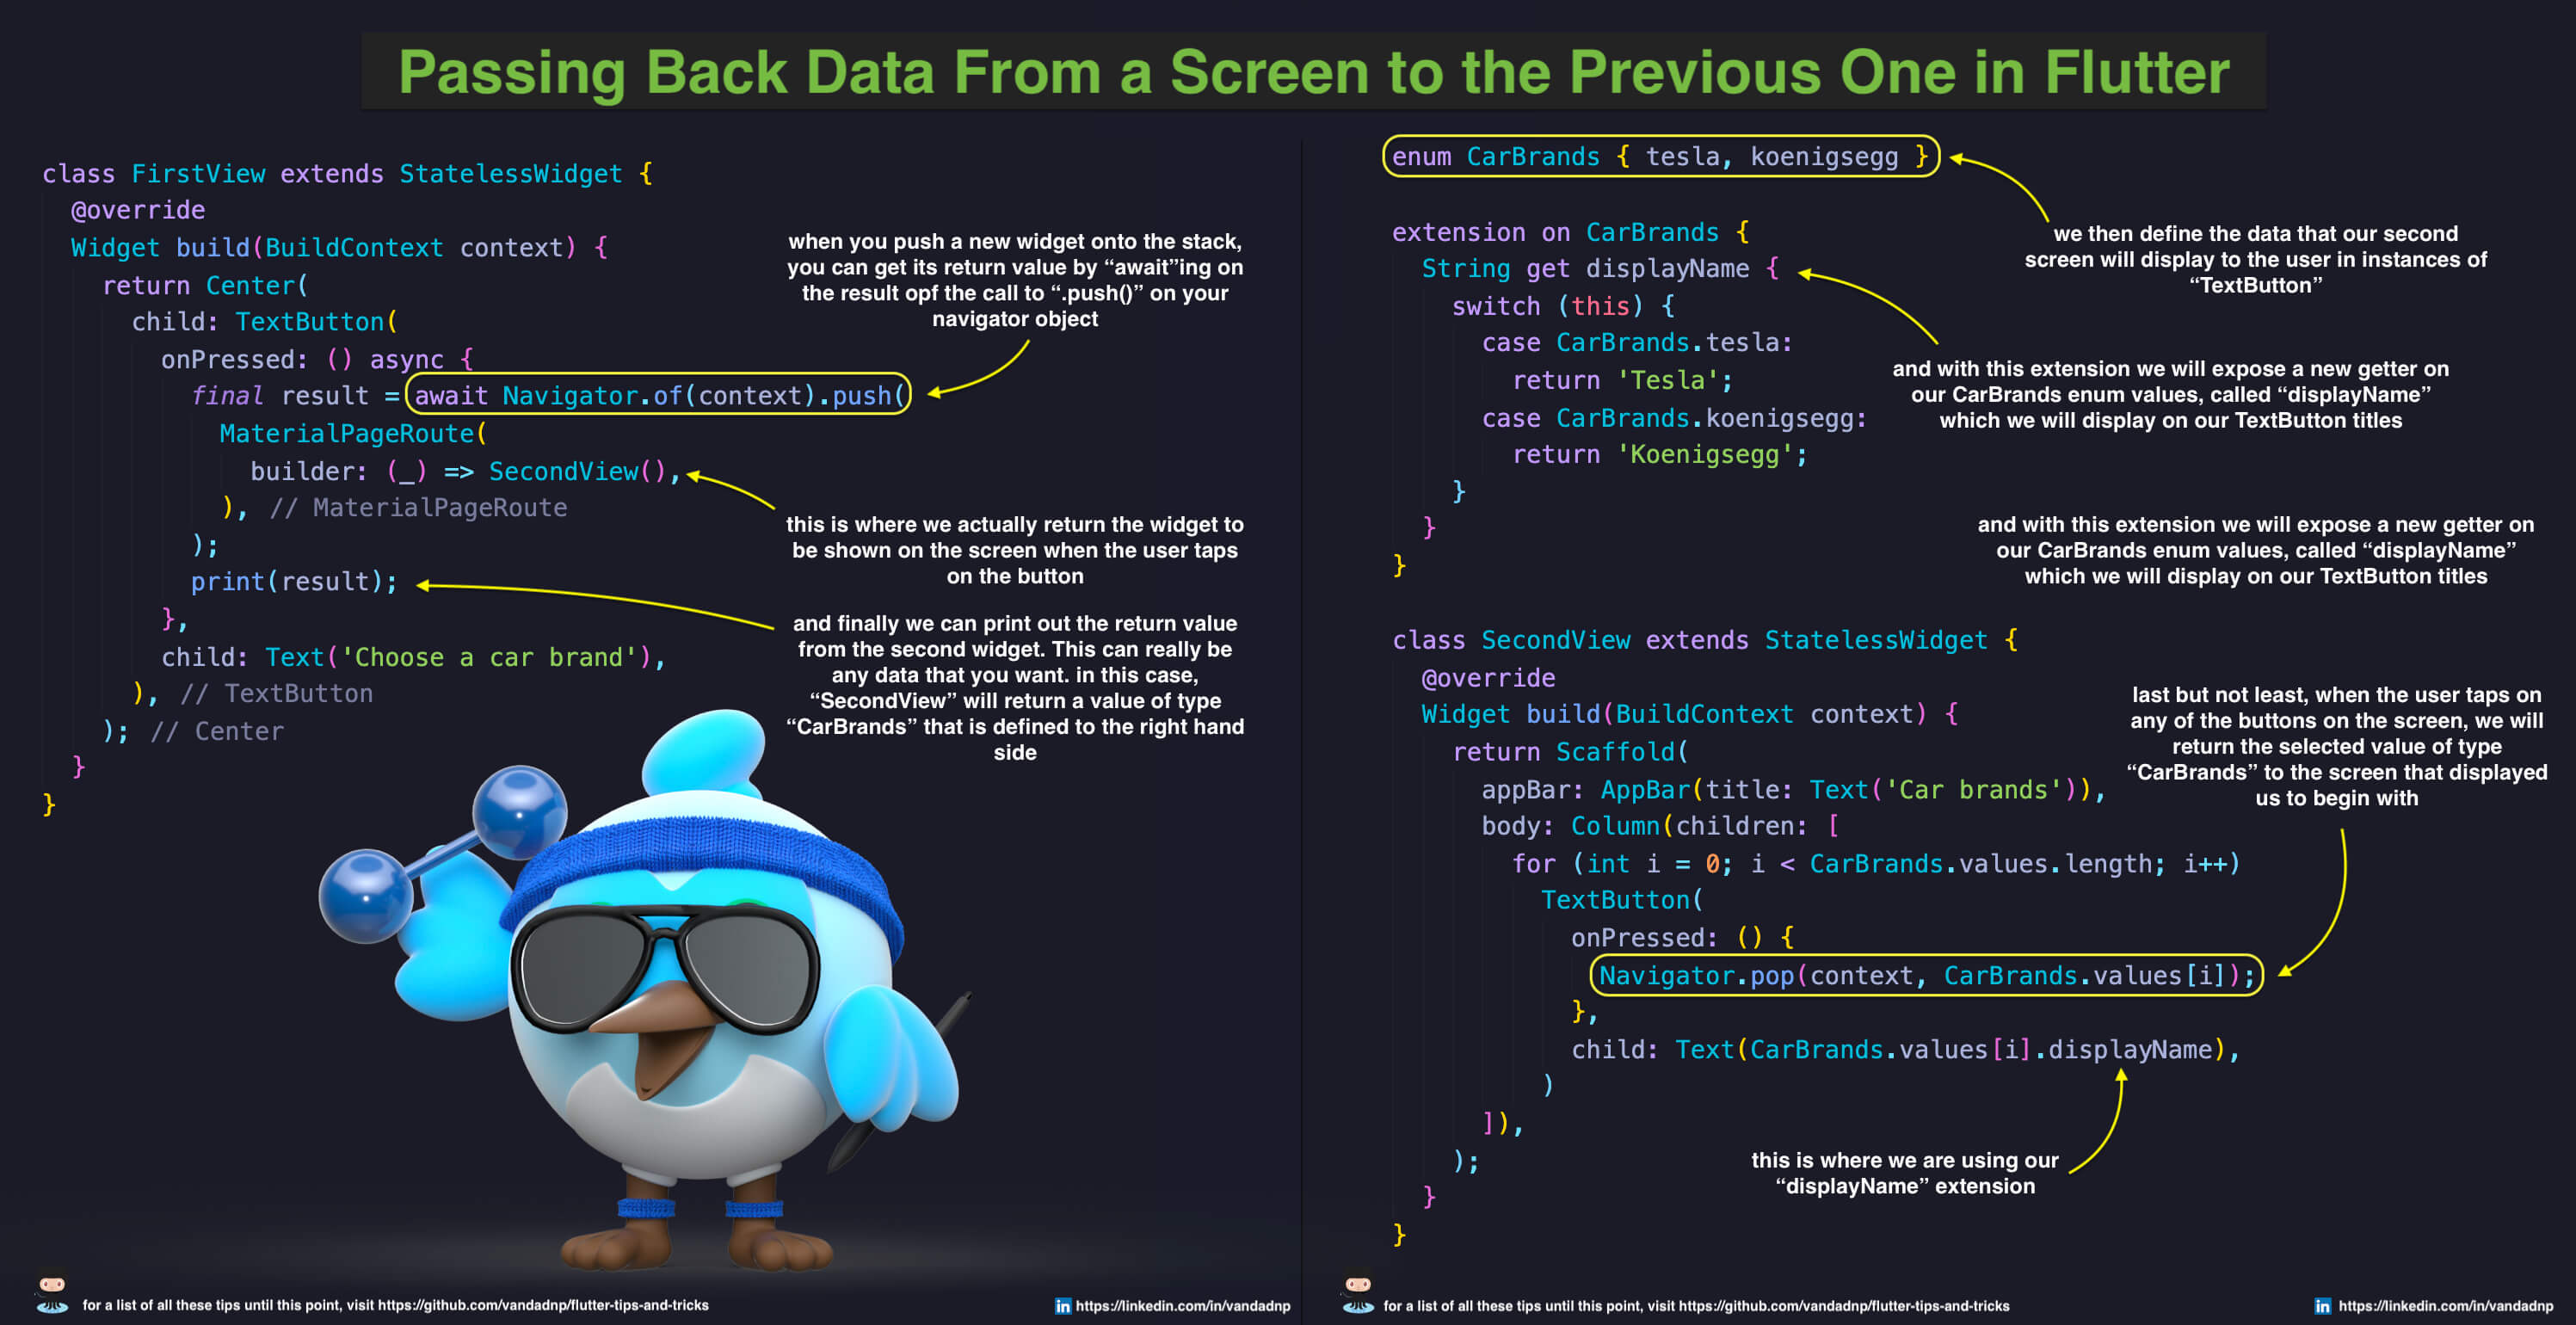 Passing Back Data From a Screen to the Previous One in Flutter
class FirstView extends StatelessWidget {
@override
Widget build(BuildContext context) {
return Center(
child: TextButton(
onPressed: () async {
final result = await Navigator.of(context).push(
MaterialPageRoute(
builder: (_) => SecondView(),
), // MaterialPageRoute
);
print(result);
},
child: Text('Choose a car brand'),
), // TextButton
); // Center
}
}
when you push a new widget onto the stack,
you can get its return value by “await”ing on
the result opf the call to “.push()” on your
navigator object
this is where we actually return the widget to
be shown on the screen when the user taps
on the button
and finally we can print out the return value
from the second widget. This can really be
any data that you want. in this case,
“SecondView” will return a value of type
“CarBrands” that is defined to the right hand
side
for a list of all these tips until this point, visit https://github.com/vandadnp/flutter-tips-and-tricks
in https://linkedin.com/in/vandadnp
enum CarBrands { tesla, koenigsegg }
extension on CarBrands {
String get displayName {
switch (this) {
case CarBrands.tesla:
return 'Tesla';
case CarBrands.koenigsegg:
return 'Koenigsegg';
}
}
}
we then define the data that our second
screen will display to the user in instances of
“TextButton”
and with this extension we will expose a new getter on
our CarBrands enum values, called “displayName”
which we will display on our TextButton titles
and with this extension we will expose a new getter on
our CarBrands enum values, called “displayName”
which we will display on our TextButton titles
class SecondView extends StatelessWidget {
@override
Widget build(BuildContext context) {
return Scaffold(
appBar: AppBar(title: Text('Car brands')),
body: Column(children: [
for (int i = 0; i < CarBrands.values.length; i++)
TextButton(
onPressed: () {
Navigator.pop(context, CarBrands.values[i]);
},
child: Text(CarBrands.values[i].displayName),
)
]),
);
}
}
last but not least, when the user taps on
any of the buttons on the screen, we will
return the selected value of type
“CarBrands” to the screen that displayed
us to begin with
this is where we are using our
“displayName” extension
for a list of all these tips until this point, visit https://github.com/vandadnp/flutter-tips-and-tricks
in https://linkedin.com/in/vandadnp